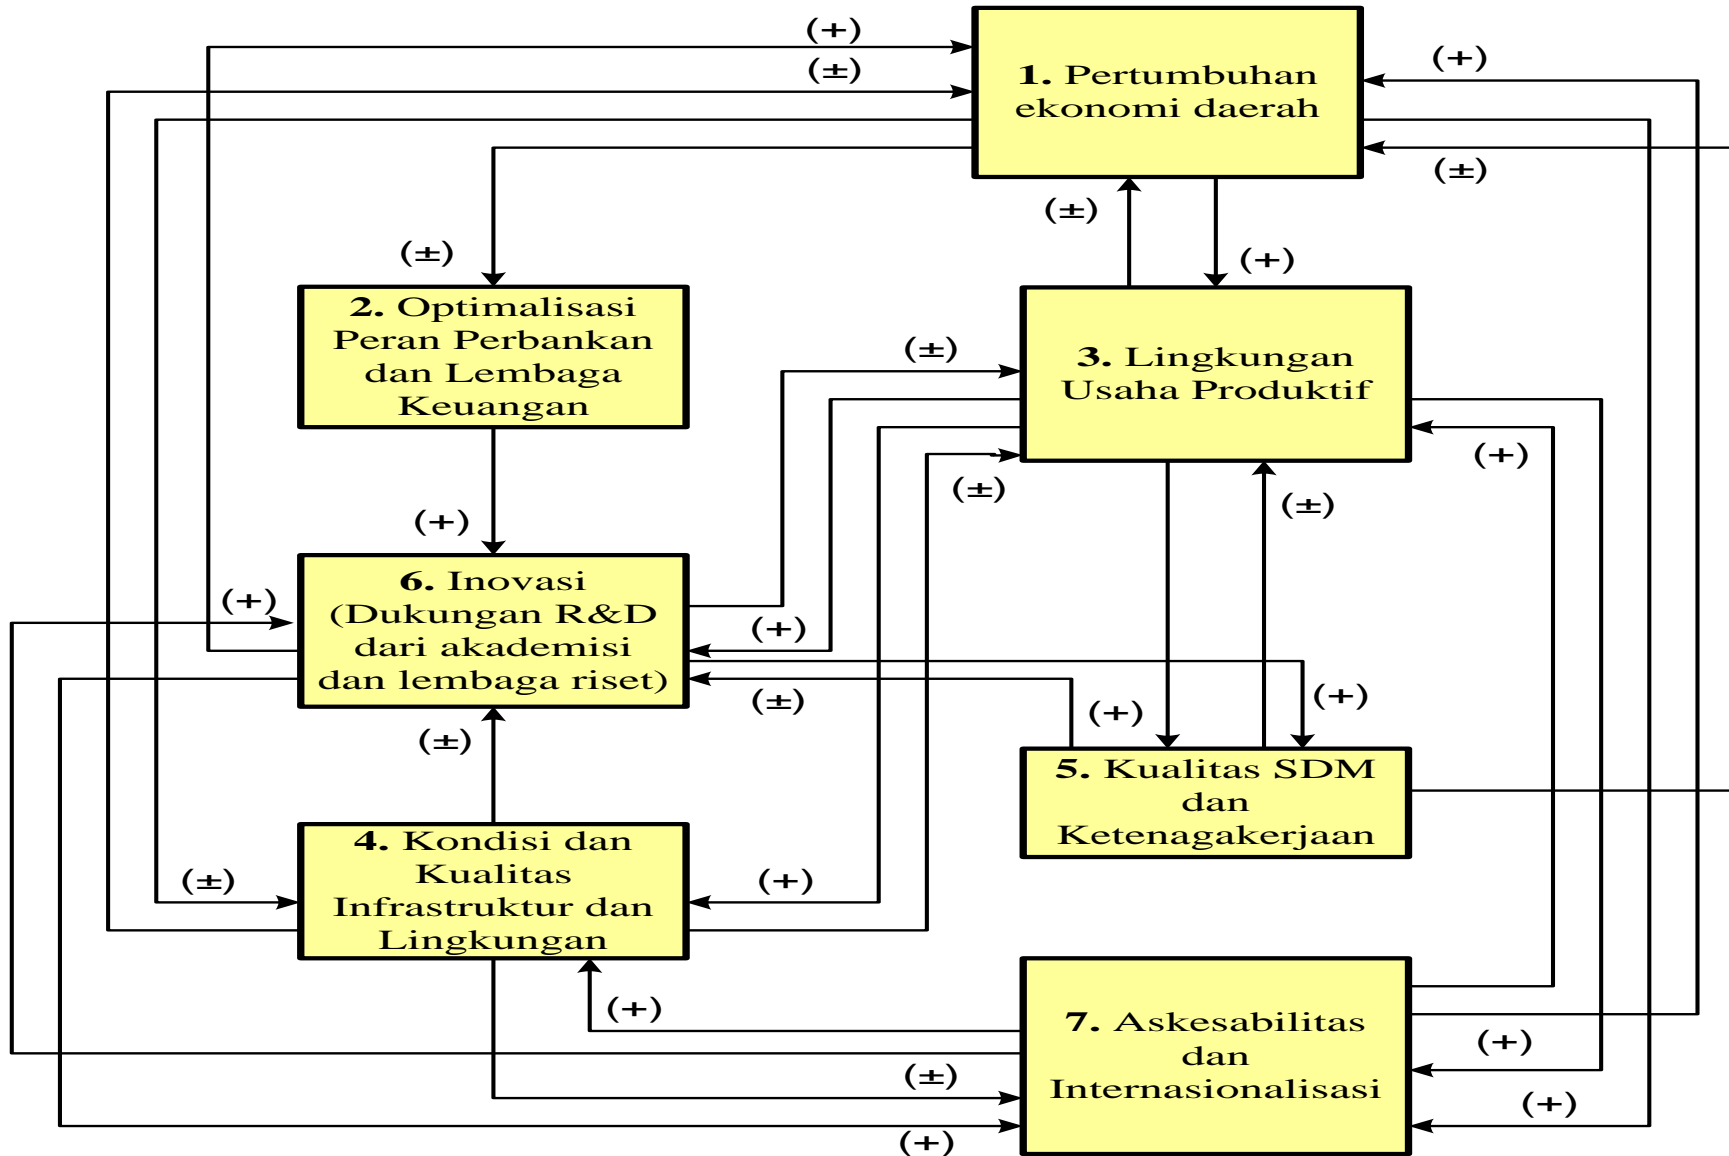 (+)
(±)
1. Pertumbuhan
ekonomi daerah
(+)
(±)
(±)
(+)
(±)
2. Optimalisasi
Peran Perbankan
dan Lembaga
Keuangan
(±)
3. Lingkungan
Usaha Produktif
(+)
(±)
(±)
(+)
6. Inovasi
(Dukungan R&D
dari akademisi
dan lembaga riset)
(+)
(+)
(±)
(+)
(+)
(±)
5. Kualitas SDM
dan
Ketenagakerjaan
4. Kondisi dan
Kualitas
Infrastruktur dan
Lingkungan
(±)
(+)
(+)
7. Askesabilitas
dan
Internasionalisasi
(+)
(±)
(+)
(+)